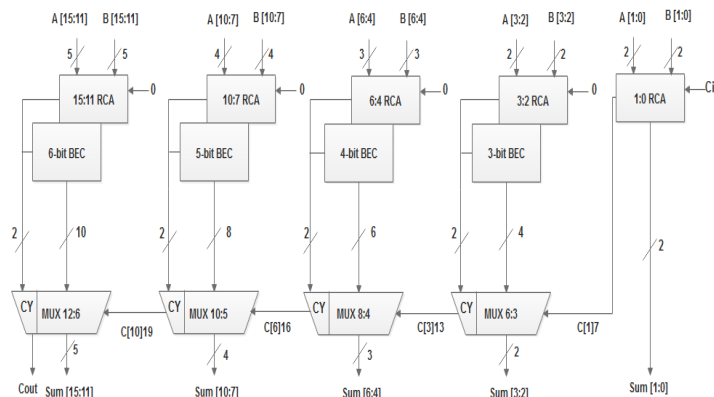 A [15:11] B [15:11] A [10:7] B [10:7] A [6:4] B [6:4] A [3:2] B [3:2] A [1:0] B [1:0]
5 5 4 4 3 3 2 2 2 2
15:11 RCA 0 10:7 RCA 0 6:4 RCA 0 3:2 RCA 0 1:0 RCA Ci
6-bit BEC 5-bit BEC 4-bit BEC 3-bit BEC
2 10 2 8 2 6 2 4 2
CY MUX 12:6 CY MUX 10:5 CY MUX 8:4 CY MUX 6:3
C[10]19 C[6]16 C[3]13 C[1]7
5 4 3 2
Cout Sum [15:11] Sum [10:7] Sum [6:4] Sum [3:2] Sum [1:0]